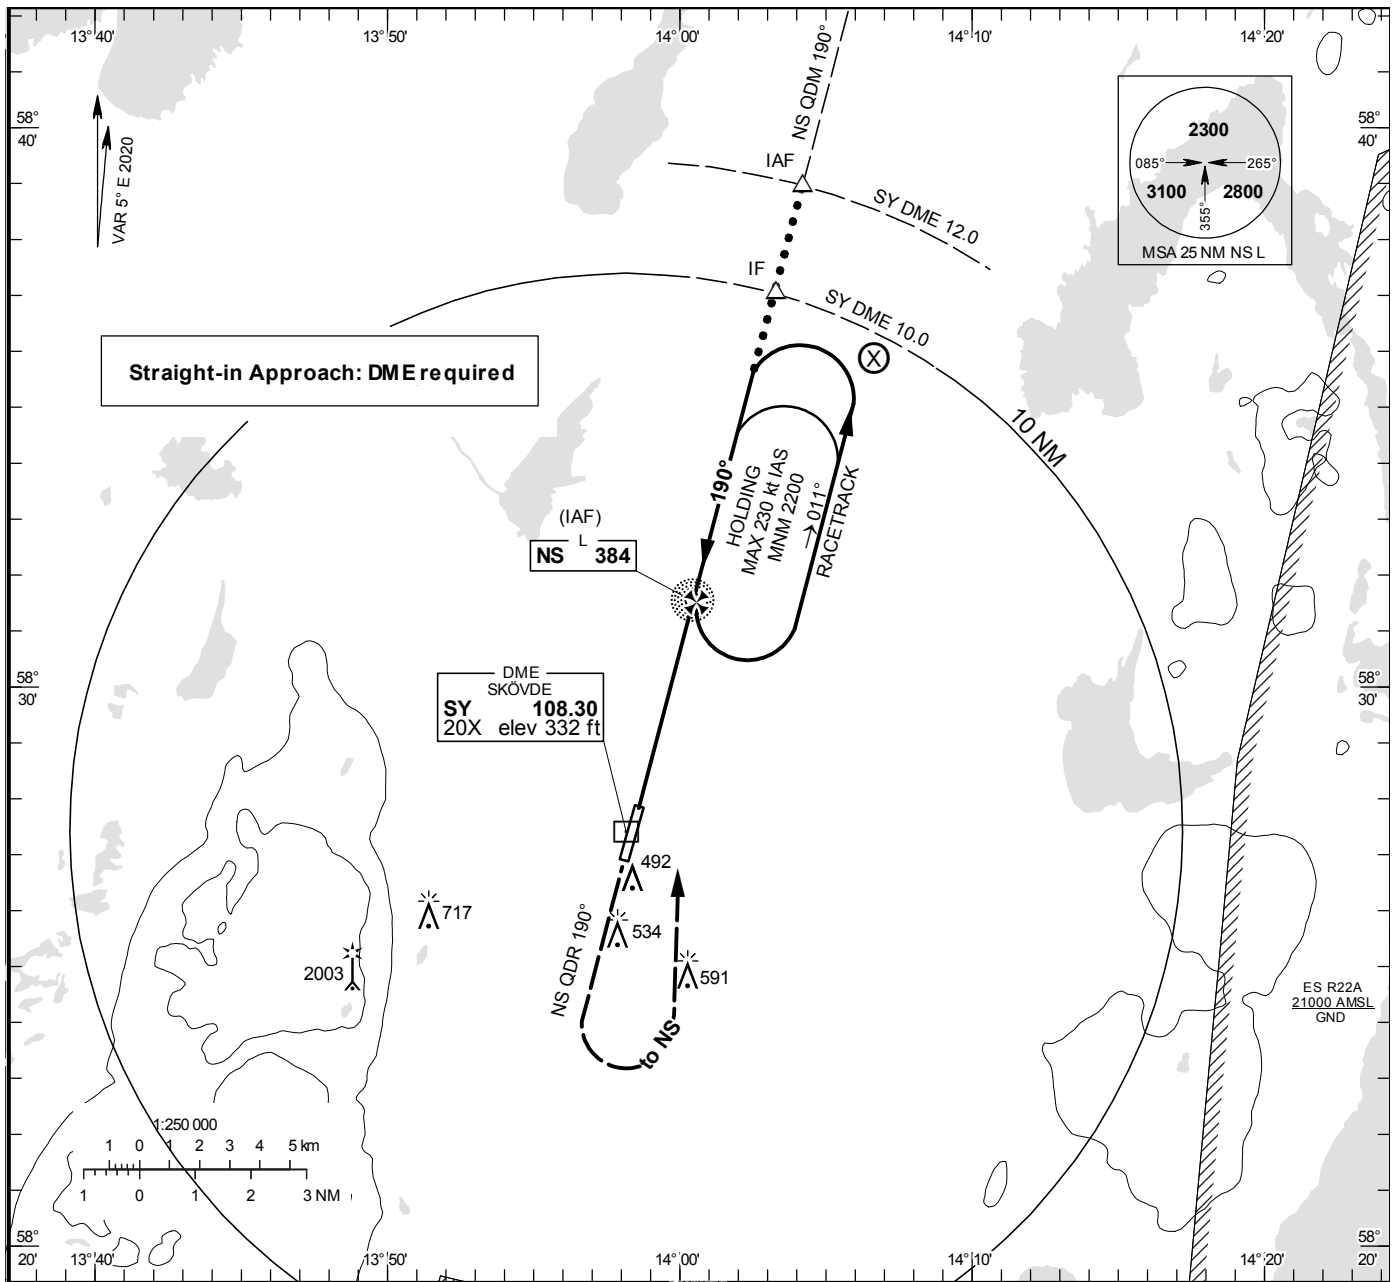 13° 40'
13° 50'
14° 00'
14° 10'
14° 20'
58°
40'
58°
40'
VAR 5° E 2020
NS QDM 190°
IAF
SY DME 12.0
2300
085°
265°
3100
2800
355°
MSA 25 NM NS L
IF
SY DME 10.0
Straight-in Approach: DME required
X
10 NM
190°
HOLDING
MAX 230 kt IAS
MNM 2200
011°
RACETRACK
(IAF)
L
NS 384
DME
SKÖVDE
SY 108.30
20X elev 332 ft
58°
30'
58°
30'
492
717
534
591
2003
NS QDR 190°
to NS
ES R22A
21000 AMSL
GND
1:250 000
1 0 1 2 3 4 5 km
1 0 1 2 3 NM
58°
20'
58°
20'
13° 40'
13° 50'
14° 00'
14° 10'
14° 20'